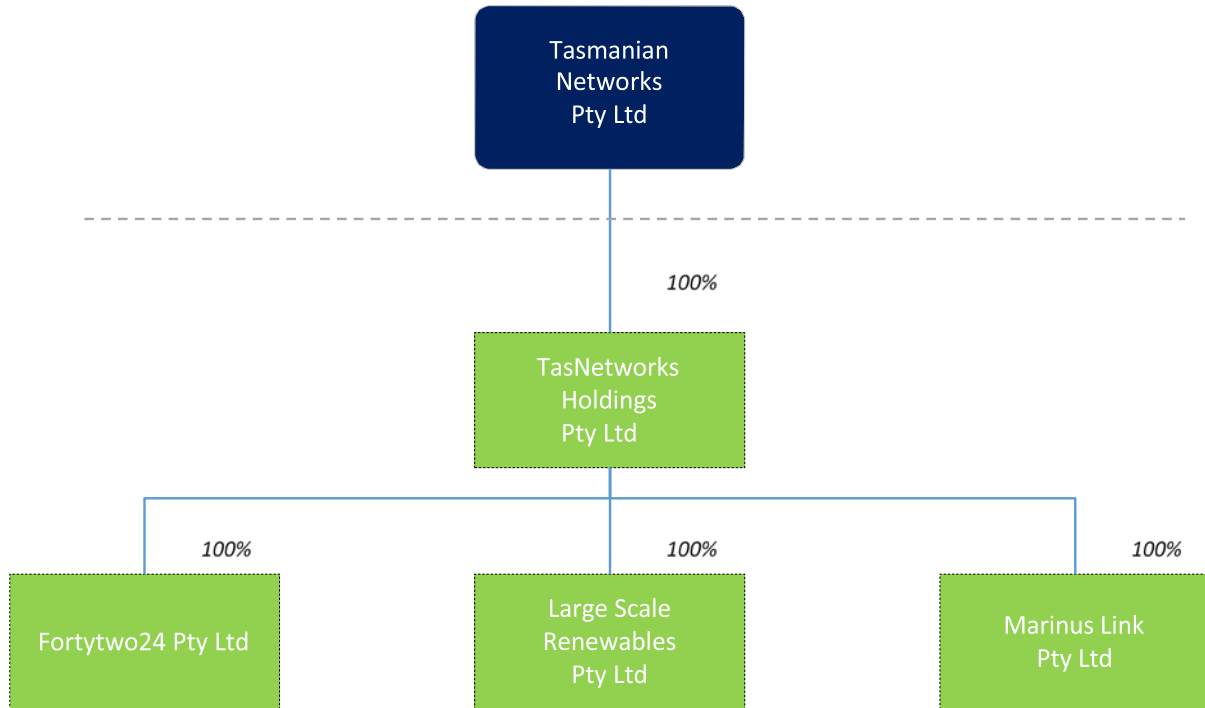 Tasmanian
Networks
Pty Ltd
100%
TasNetworks
Holdings
Pty Ltd
100%
100%
100%
Fortytwo24 Pty Ltd
Large Scale
Renewables
Pty Ltd
Marinus Link
Pty Ltd